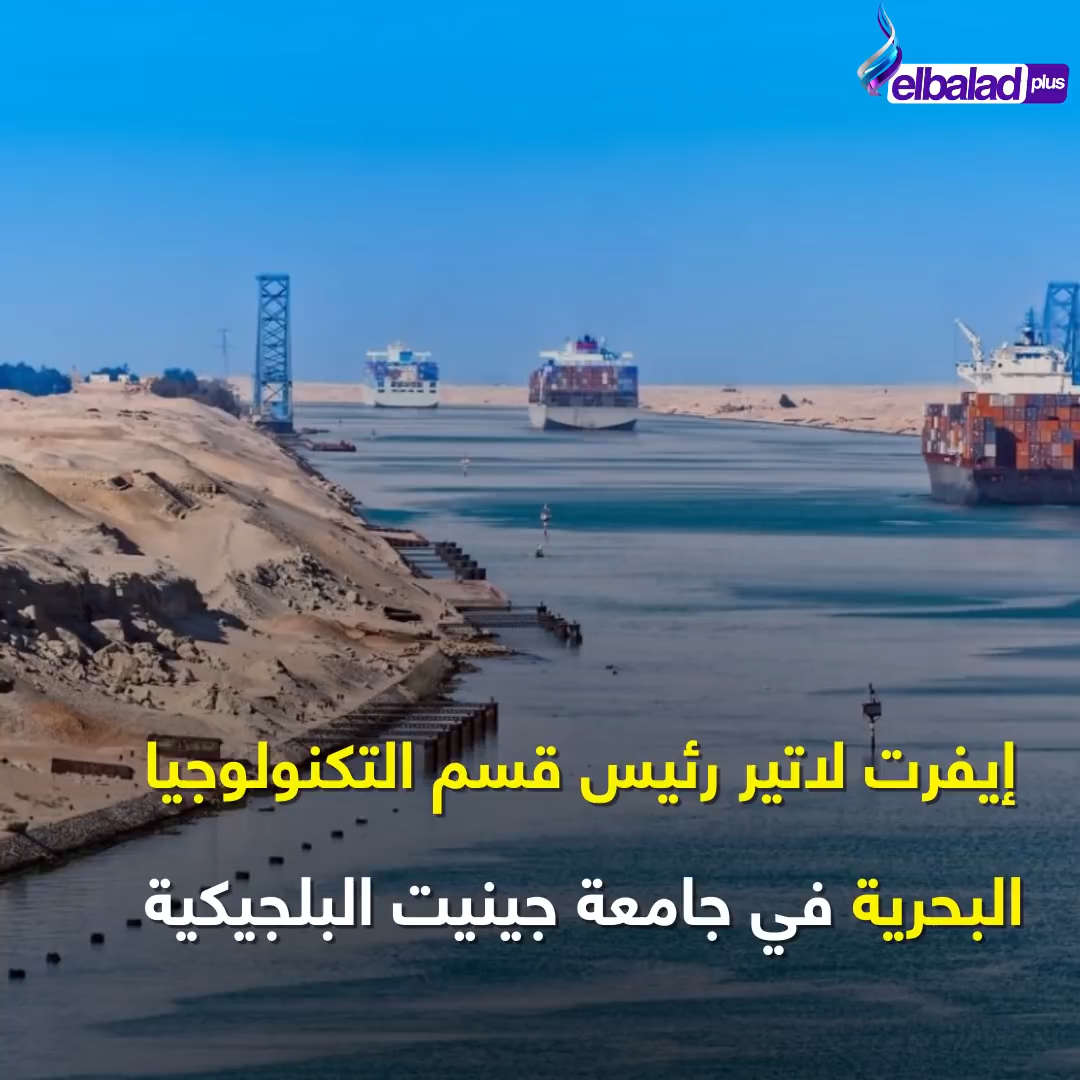 elbalad plus
إيفرت لاتير رئيس قسم التكنولوجيا
البحرية في جامعة جينيت البلجيكية